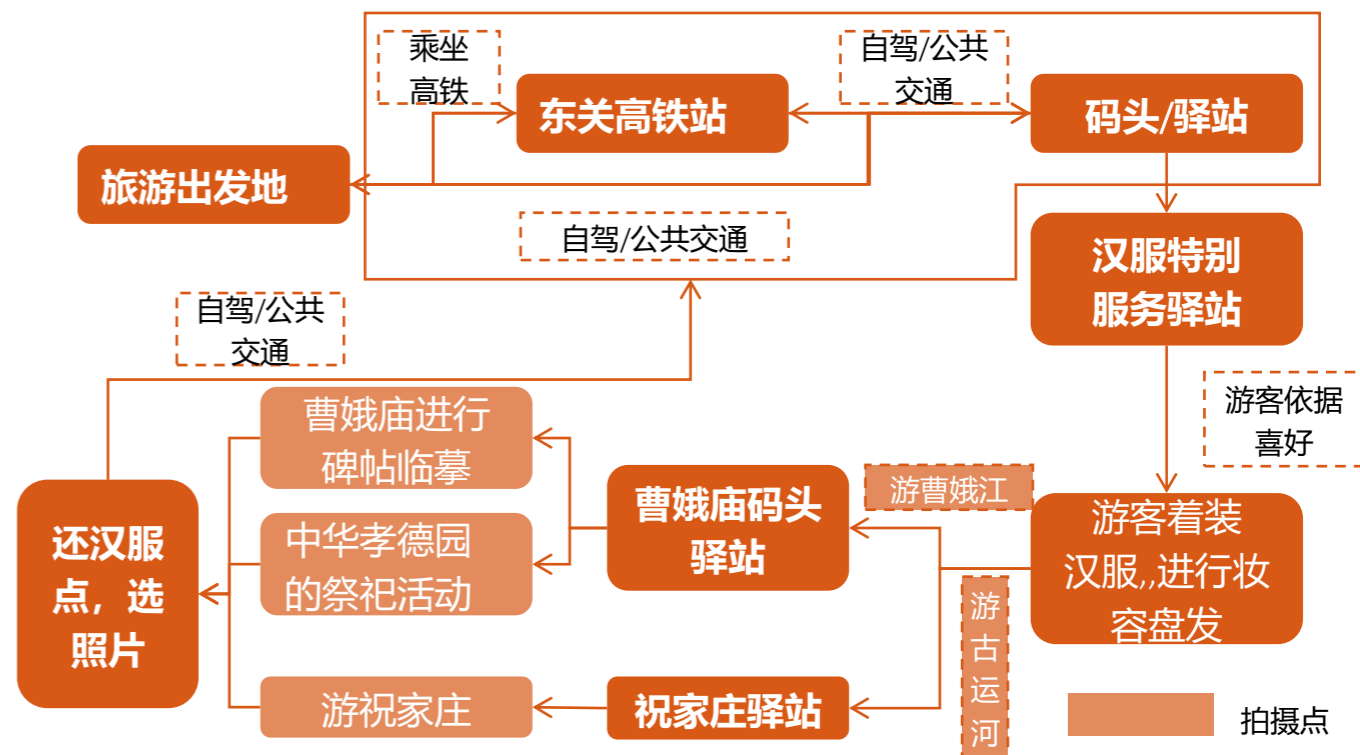 乘坐
高铁
自驾/公共
交通
东关高铁站
码头/驿站
旅游出发地
自驾/公共交通
汉服特别
服务驿站
自驾/公共
交通
游客依据
喜好
曹娥庙进行
碑帖临摹
曹娥庙码头
驿站
游曹娥江
游客着装
汉服,,进行妆
容盘发
还汉服
点，选
照片
中华孝德园
的祭祀活动
游
古
运
河
游祝家庄
祝家庄驿站
拍摄点